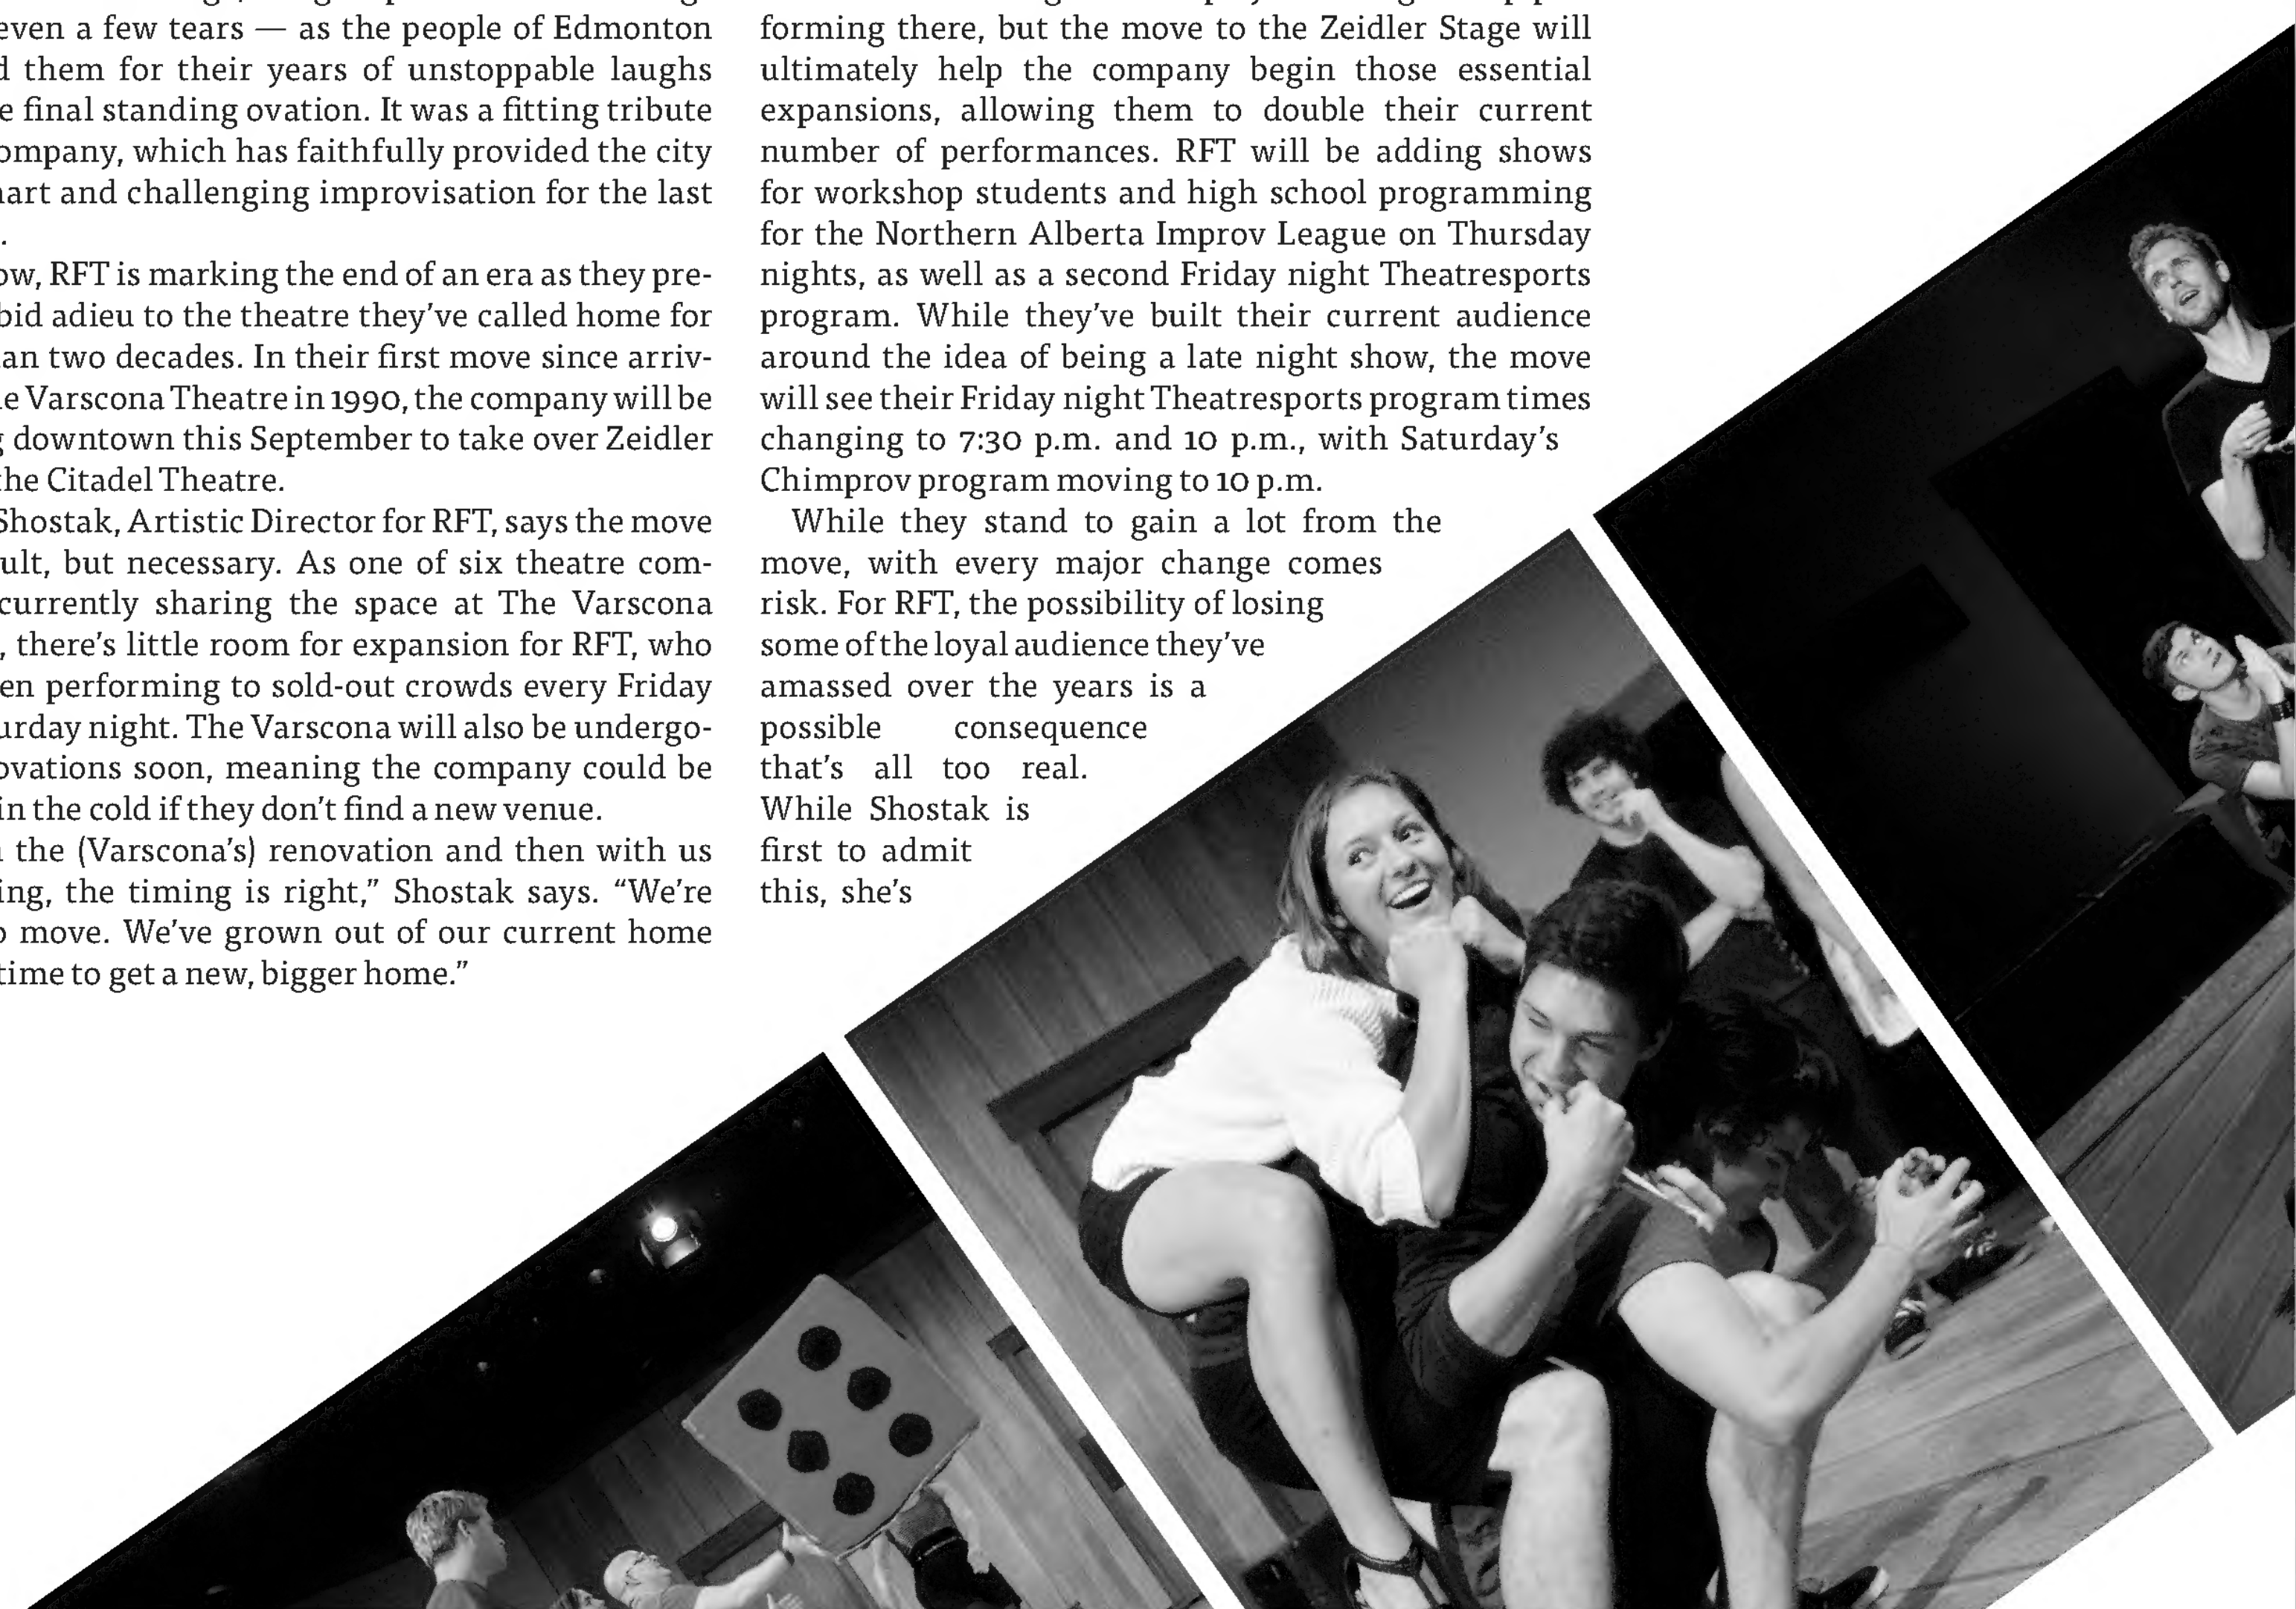 even a few tears — as the people of Edmonton
them for their years of unstoppable laughs
final standing ovation. It was a fitting tribute
which has faithfully provided the city
and challenging improvisation for the last
RFT is marking the end of an era as they pre-
bid adieu to the theatre they've called home for
two decades. In their first move since arriv-
Varscona Theatre in 1990, the company will be
downtown this September to take over Zeidler
the Citadel Theatre.
Shostak, Artistic Director for RFT, says the move
but necessary. As one of six theatre com-
currently sharing the space at The Varscona
, there's little room for expansion for RFT, who
performing to sold-out crowds every Friday
night. The Varscona will also be undergo-
soon, meaning the company could be
in the cold if they don't find a new venue.
the (Varscona's) renovation and then with us
the timing is right,” Shostak says. “We're
move. We've grown out of our current home
time to get a new, bigger home.”
forming there, but the move to the Zeidler Stage will
ultimately help the company begin those essential
expansions, allowing them to double their current
number of performances. RFT will be adding shows
for workshop students and high school programming
for the Northern Alberta Improv League on Thursday
nights, as well as a second Friday night Theatresports
program. While they've built their current audience
around the idea of being a late night show, the move
will see their Friday night Theatresports program times
changing to 7:30 p.m. and 10 p.m., with Saturday's
Chimprov program moving to 10 p.m.
While they stand to gain a lot from the
move, with every major change comes
risk. For RFT, the possibility of losing
some of the loyal audience they've
amassed over the years is a
possible consequence
that's all too real.
While Shostak is
first to admit
this, she's